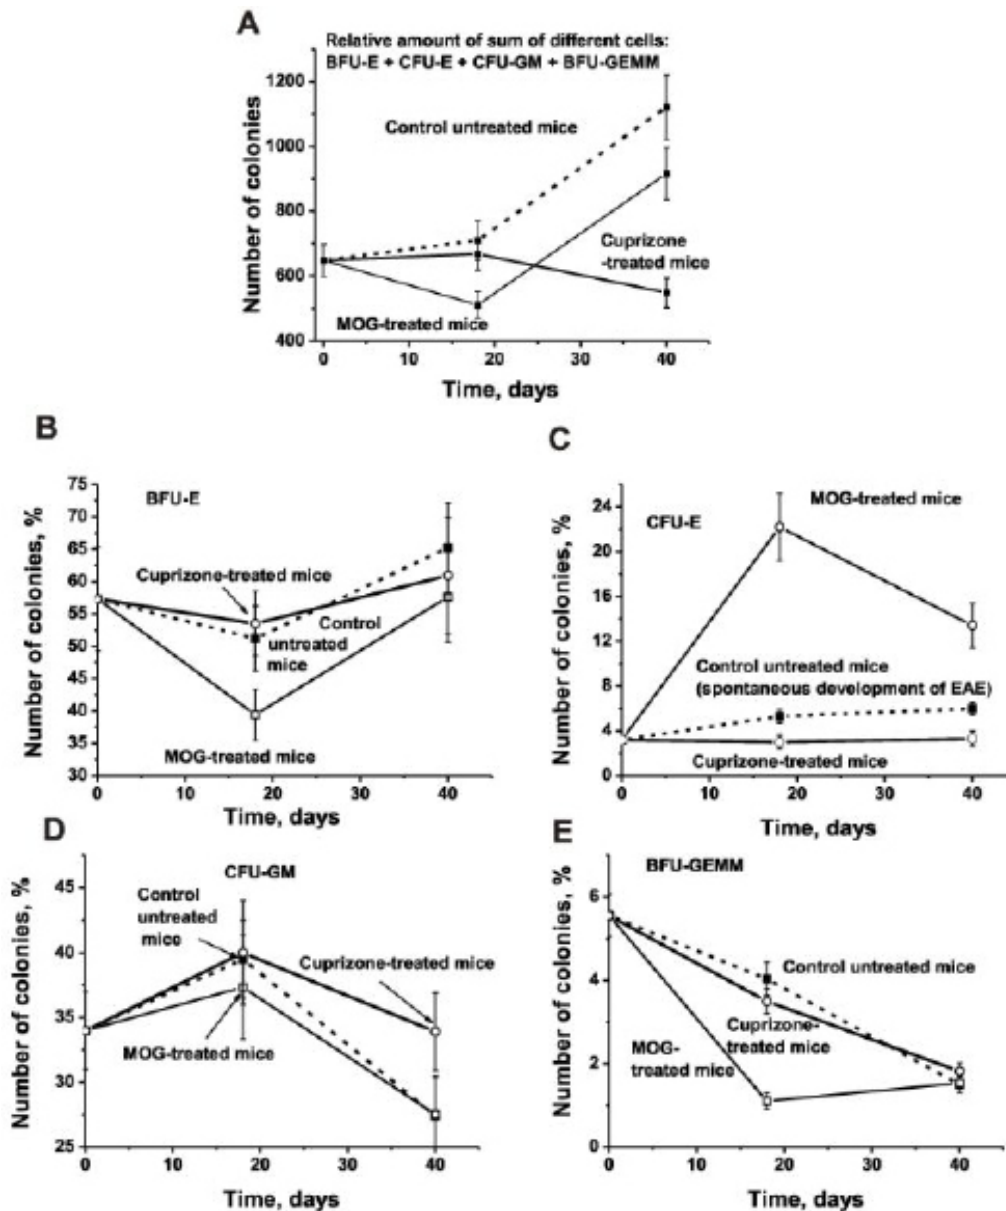 A
Relative amount of sum of different cells:
BFU-E + CFU-E + CFU-GM + BFU-GEMM
1200
1000
800
600
400
Number of colonies
Control untreated mice
Cuprizone
-treated mice
MOG-treated mice
0 10 20 30 40
Time, days
B
75
70
65
60
55
50
45
40
35
30
Number of colonies, %
BFU-E
Cuprizone-treated mice
Control
untreated
mice
MOG-treated mice
0 10 20 30 40
Time, days
C
24
20
16
12
8
4
0
Number of colonies, %
CFU-E
MOG-treated mice
Control untreated mice
(spontaneous development of EAE)
Cuprizone-treated mice
0 10 20 30 40
Time, days
D
45
40
35
30
25
Number of colonies, %
CFU-GM
Control
untreated
mice
Cuprizone-treated mice
MOG-treated mice
0 10 20 30 40
Time, days
E
6
4
2
0
Number of colonies, %
BFU-GEMM
Control untreated mice
Cuprizone-
treated mice
MOG-
treated mice
0 10 20 30 40
Time, days